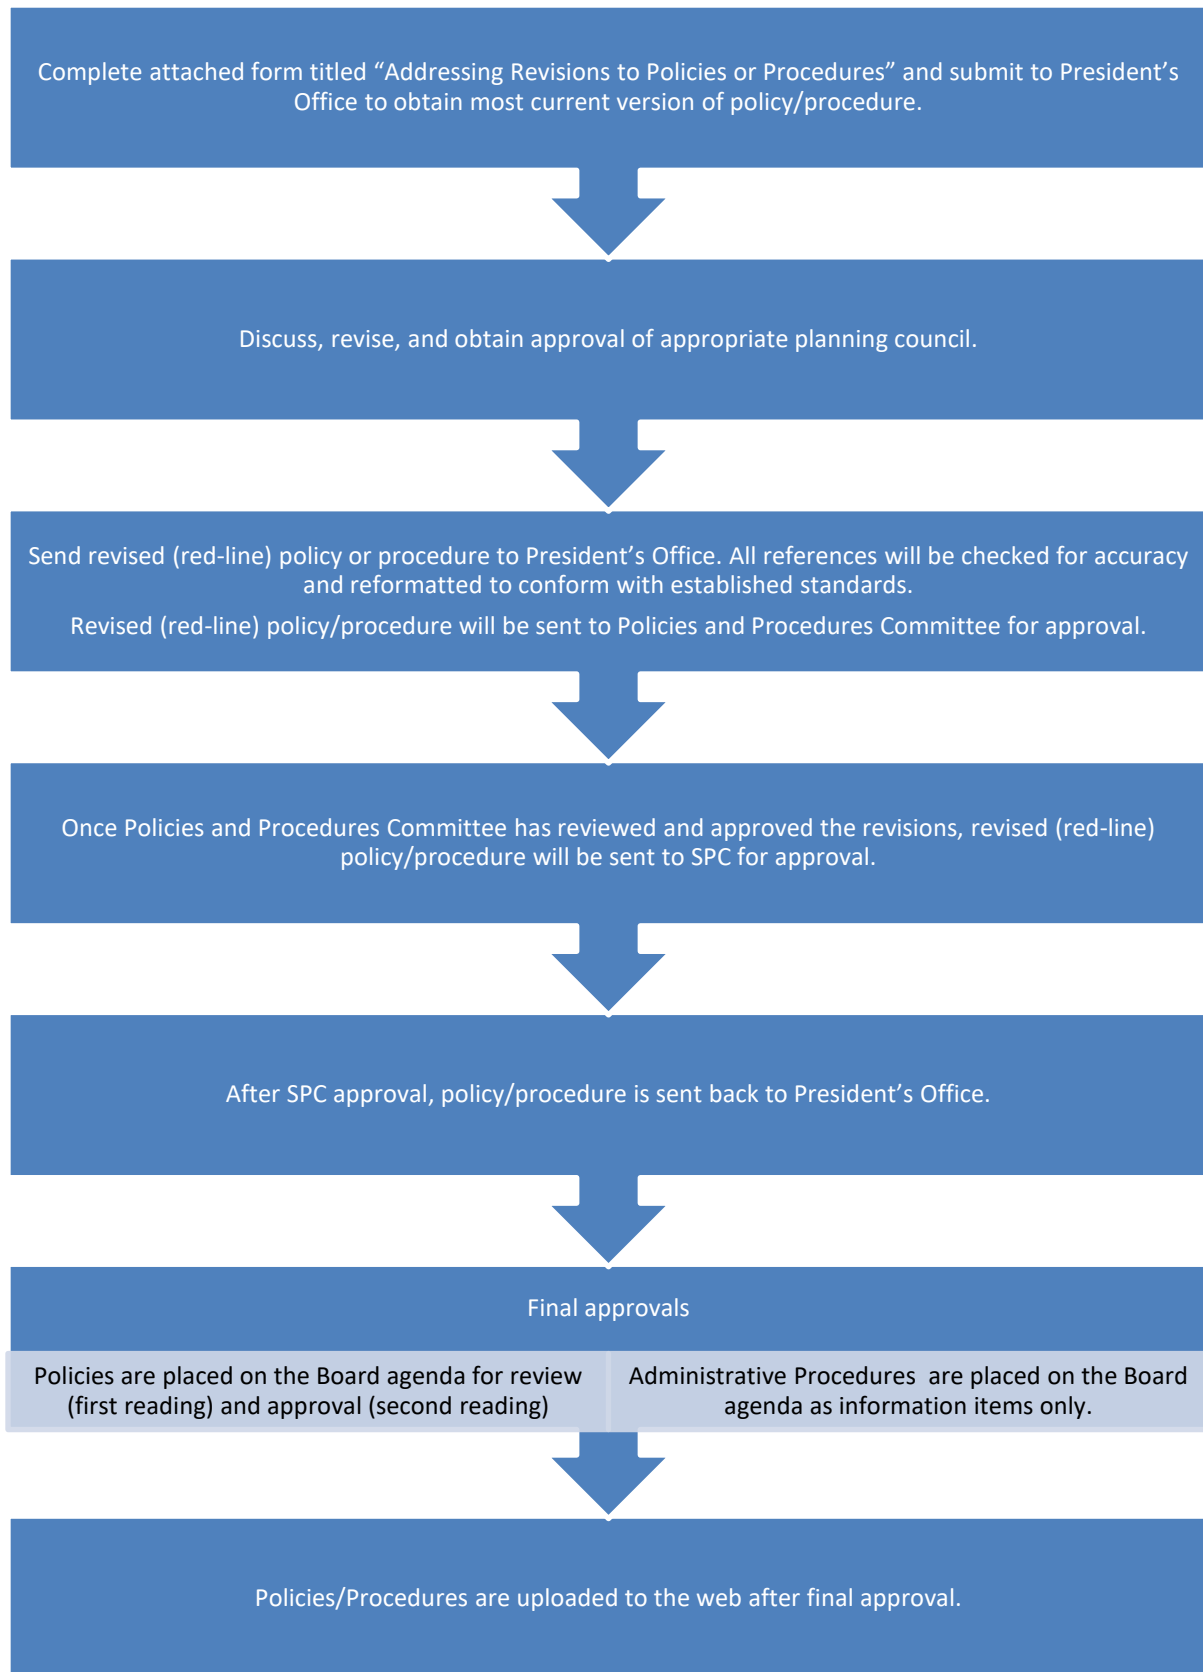 Complete attached form titled “Addressing Revisions to Policies or Procedures” and submit to President’s
Office to obtain most current version of policy/procedure.
Discuss, revise, and obtain approval of appropriate planning council.
Send revised (red-line) policy or procedure to President’s Office. All references will be checked for accuracy
and reformatted to conform with established standards.
Revised (red-line) policy/procedure will be sent to Policies and Procedures Committee for approval.
Once Policies and Procedures Committee has reviewed and approved the revisions, revised (red-line)
policy/procedure will be sent to SPC for approval.
After SPC approval, policy/procedure is sent back to President’s Office.
Final approvals
Policies are placed on the Board agenda for review
(first reading) and approval (second reading)
Administrative Procedures  are placed on the Board
agenda as information items only.
Policies/Procedures are uploaded to the web after final approval.